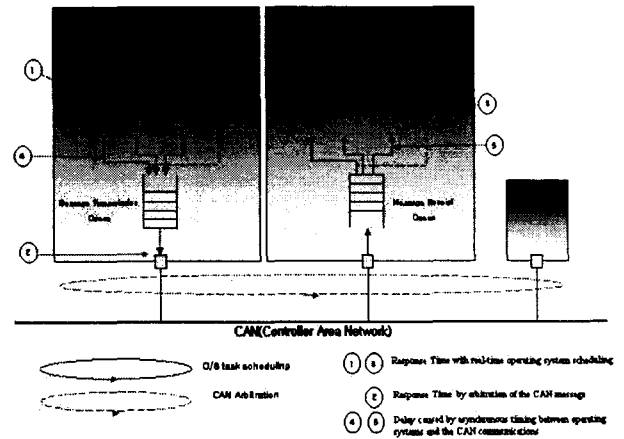 1
3
4
5
Message
Queue
Message
Queue
2
CAN(Controller Area Network)
O/S task scheduling
CAN Arbitration
1 3 Response Time with real-time operating system scheduling
2 Response Time by arbitration of the CAN message
4 5 Delay caused by asynchronous timing between operating
systems and the CAN communications